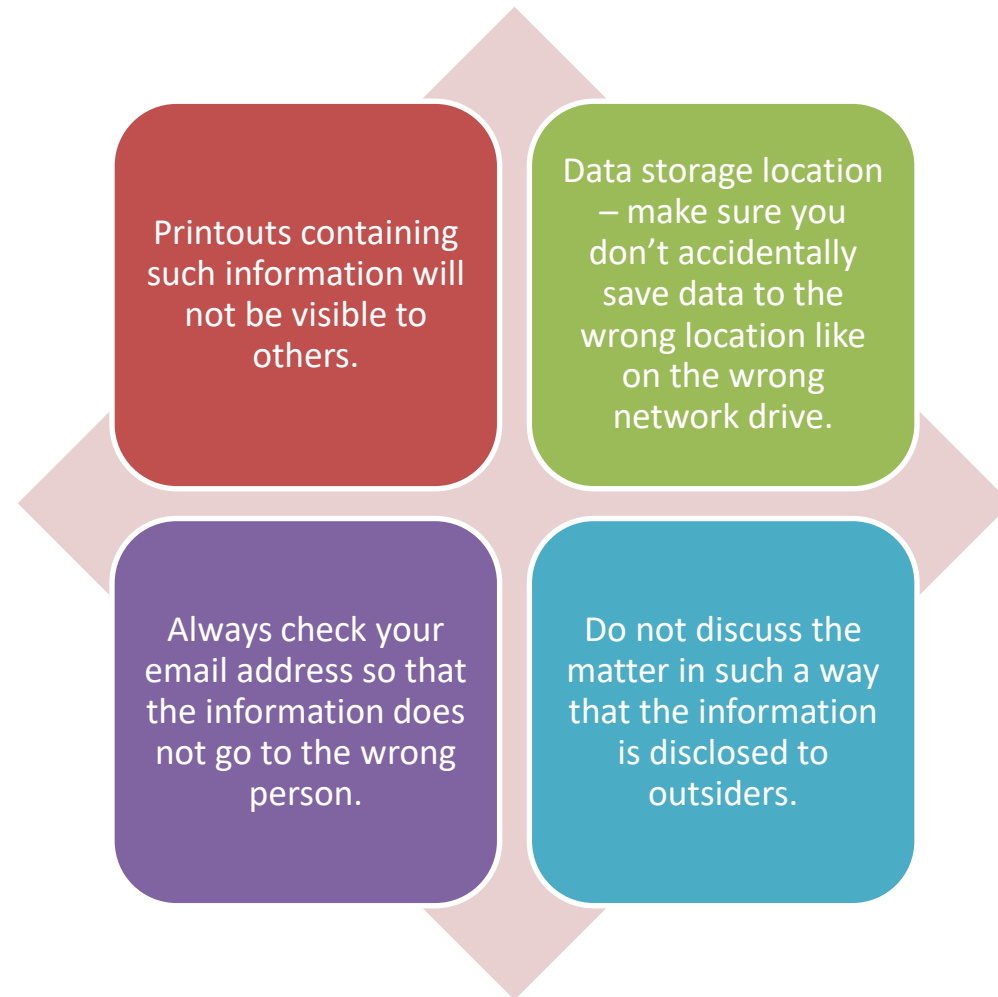 Printouts containing
such information will
not be visible to
others.
Data storage location
– make sure you
don’t accidentally
save data to the
wrong location like
on the wrong
network drive.
Always check your
email address so that
the information does
not go to the wrong
person.
Do not discuss the
matter in such a way
that the information
is disclosed to
outsiders.